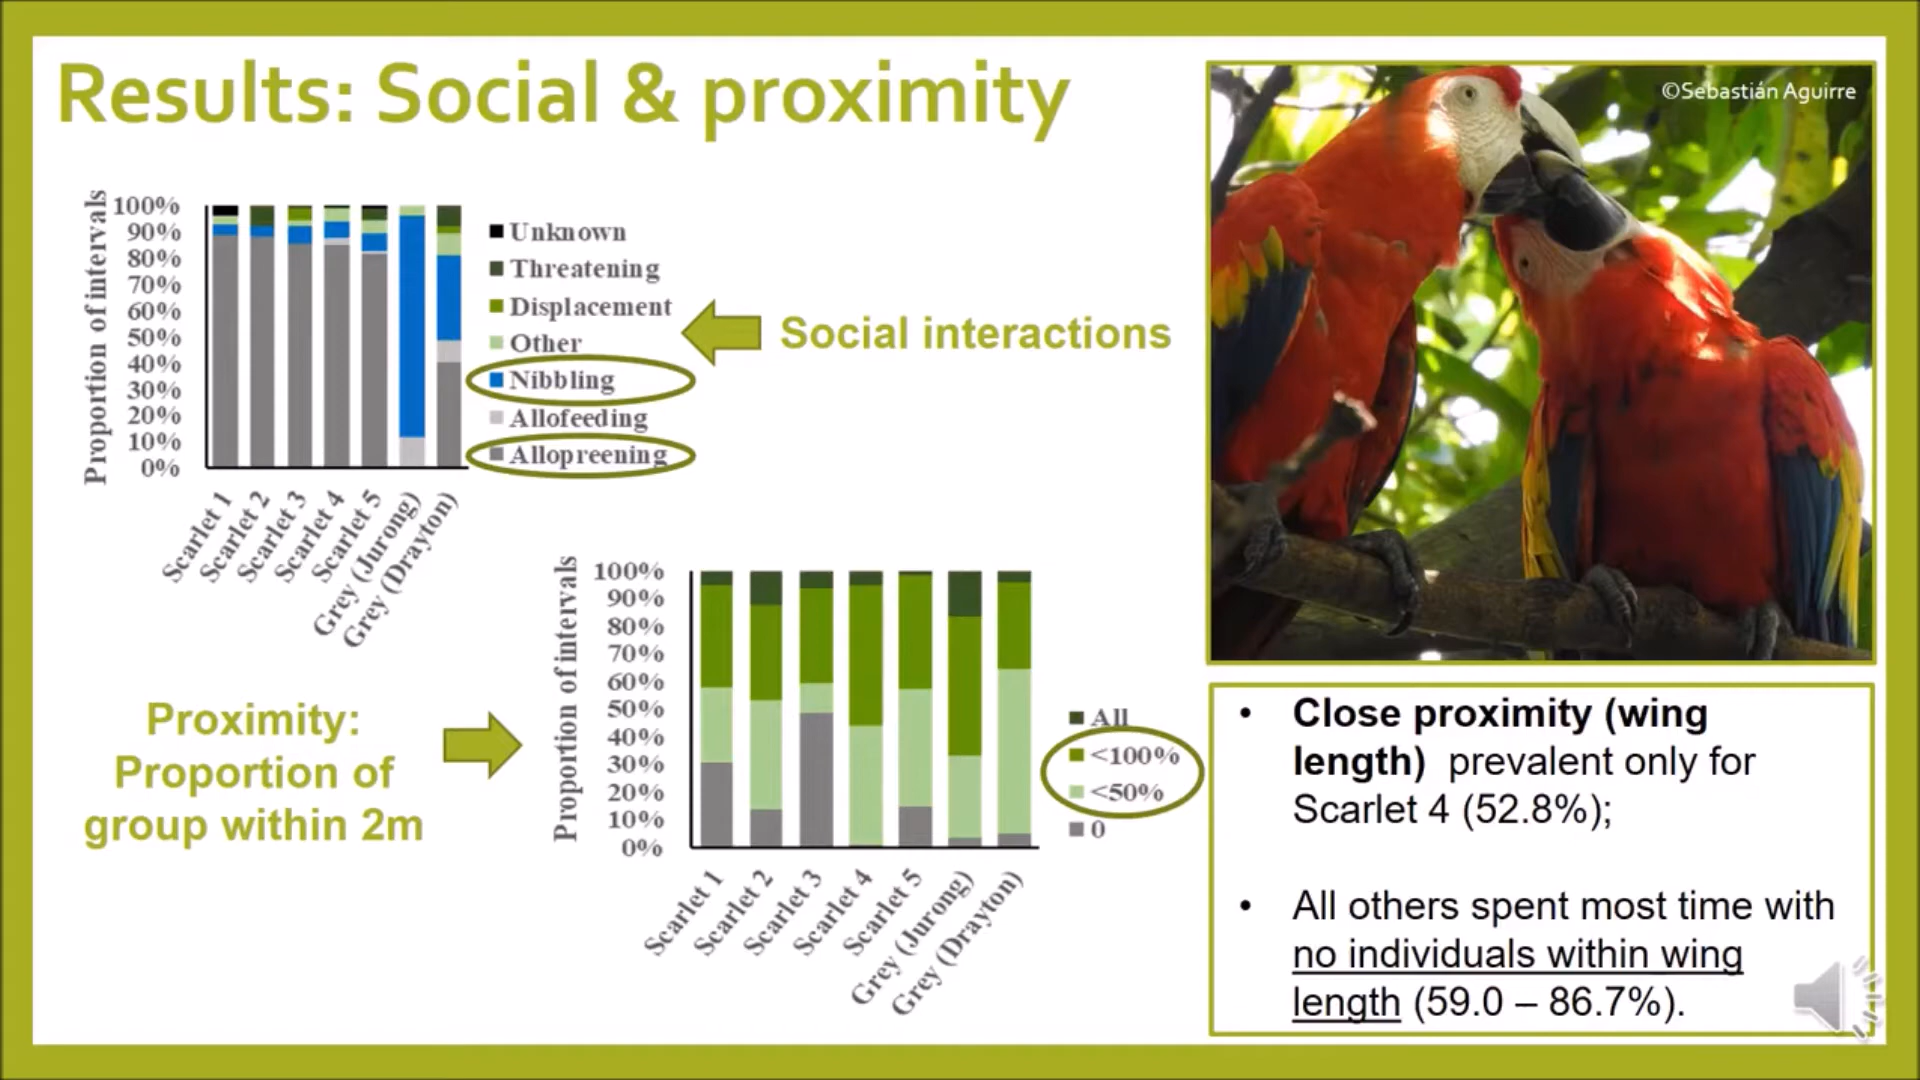 Results: Social & proximity
©Sebastián Aguirre
Proportion of intervals
100%
90%
80%
70%
60%
50%
40%
30%
20%
10%
0%
Scarlet 1
Scarlet 2
Scarlet 3
Scarlet 4
Scarlet 5
Grey (Jurong)
Grey (Drayton)
Unknown
Threatening
Displacement
Other
Nibbling
Allofeeding
Allopreening
Social interactions
Proximity:
Proportion of
group within 2m
Proportion of intervals
100%
90%
80%
70%
60%
50%
40%
30%
20%
10%
0%
Scarlet 1
Scarlet 2
Scarlet 3
Scarlet 4
Scarlet 5
Grey (Jurong)
Grey (Drayton)
All
<100%
<50%
0
• Close proximity (wing
length) prevalent only for
Scarlet 4 (52.8%);
• All others spent most time with
no individuals within wing
length (59.0 – 86.7%).